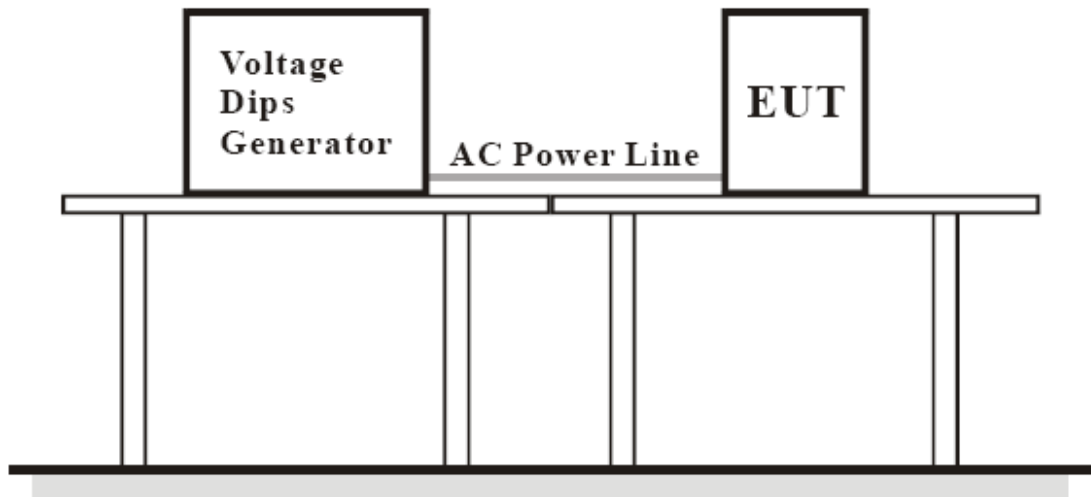 Voltage
Dips
Generator
AC Power Line
EUT